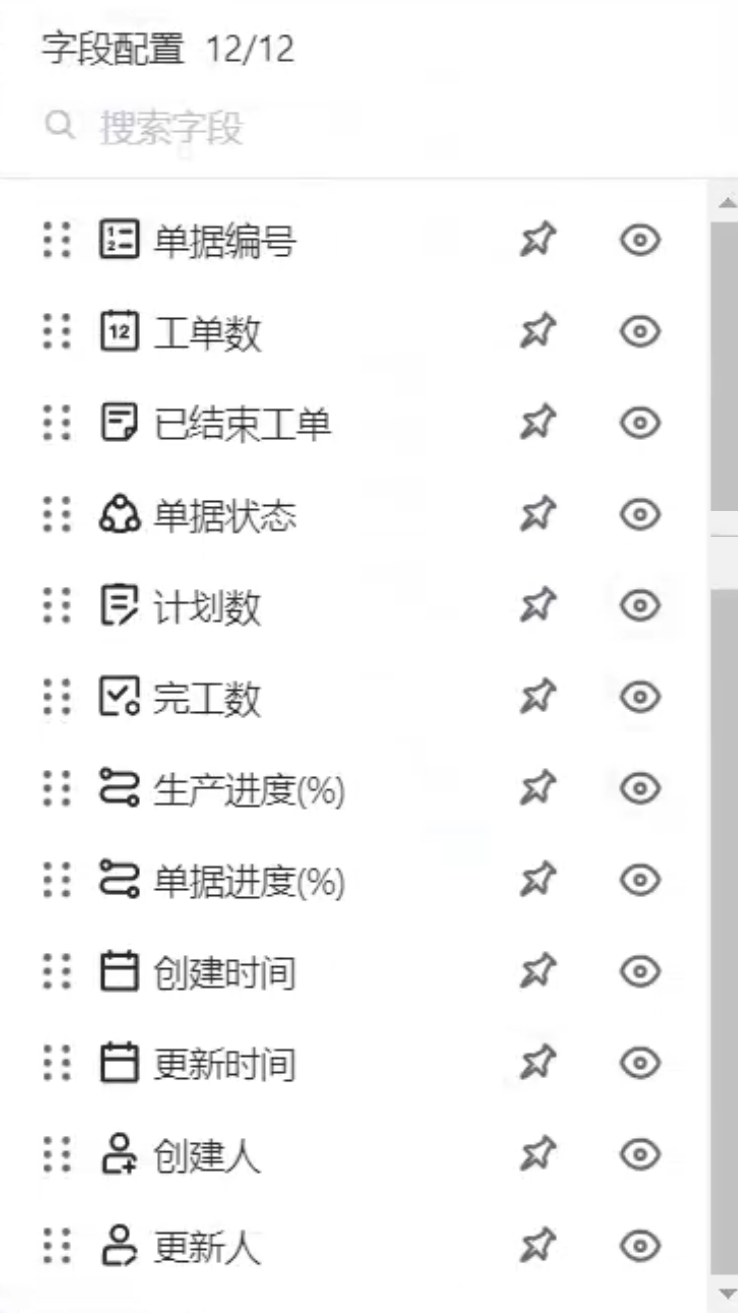 字段配置 12/12
搜索字段
单据编号
工单数
已结束工单
单据状态
计划数
完工数
生产进度(%)
单据进度(%)
创建时间
更新时间
创建人
更新人